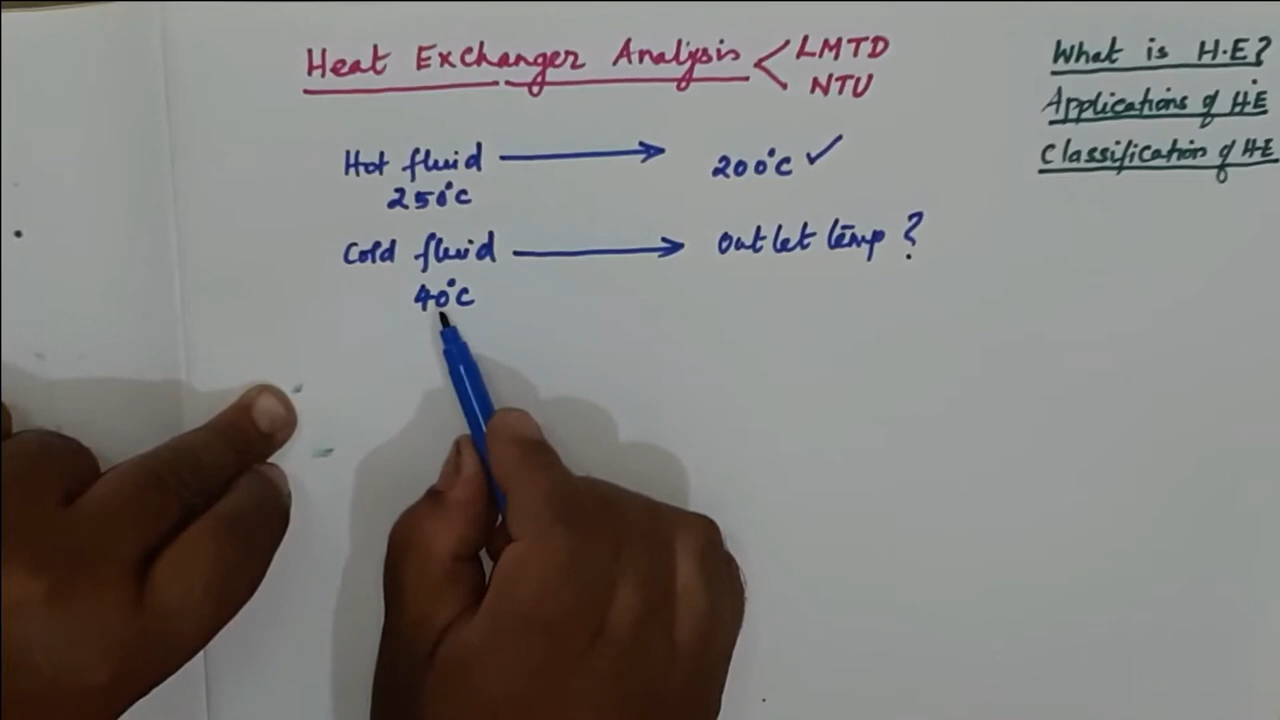 Heat Exchanger Analysis < LMTD
NTU
Hot fluid → 200°C ✓
250°C
Cold fluid → Outlet temp ?
40°C
What is H.E?
Applications of HE
Classification of HE